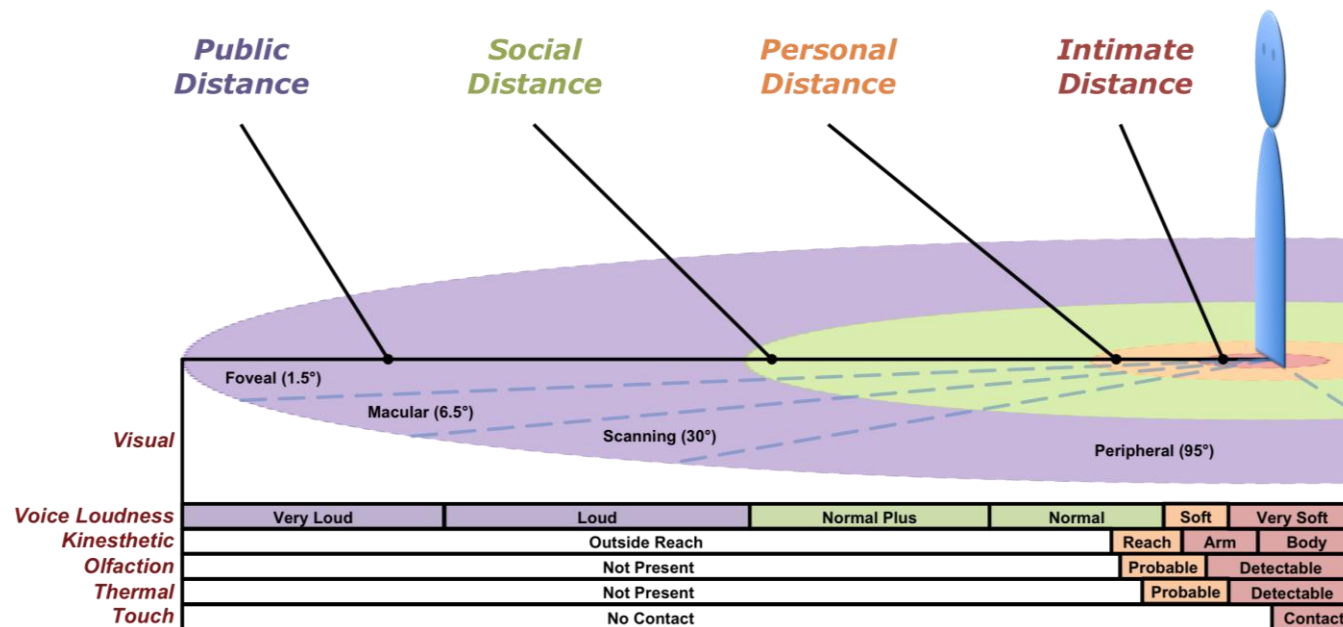 Public Distance
Social Distance
Personal Distance
Intimate Distance
Foveal (1.5°)
Macular (6.5°)
Scanning (30°)
Peripheral (95°)
Visual
Voice Loudness Very Loud Loud Normal Plus Normal Soft Very Soft
Kinesthetic Outside Reach Reach Arm Body
Olfaction Not Present Probable Detectable
Thermal Not Present Probable Detectable
Touch No Contact Contact